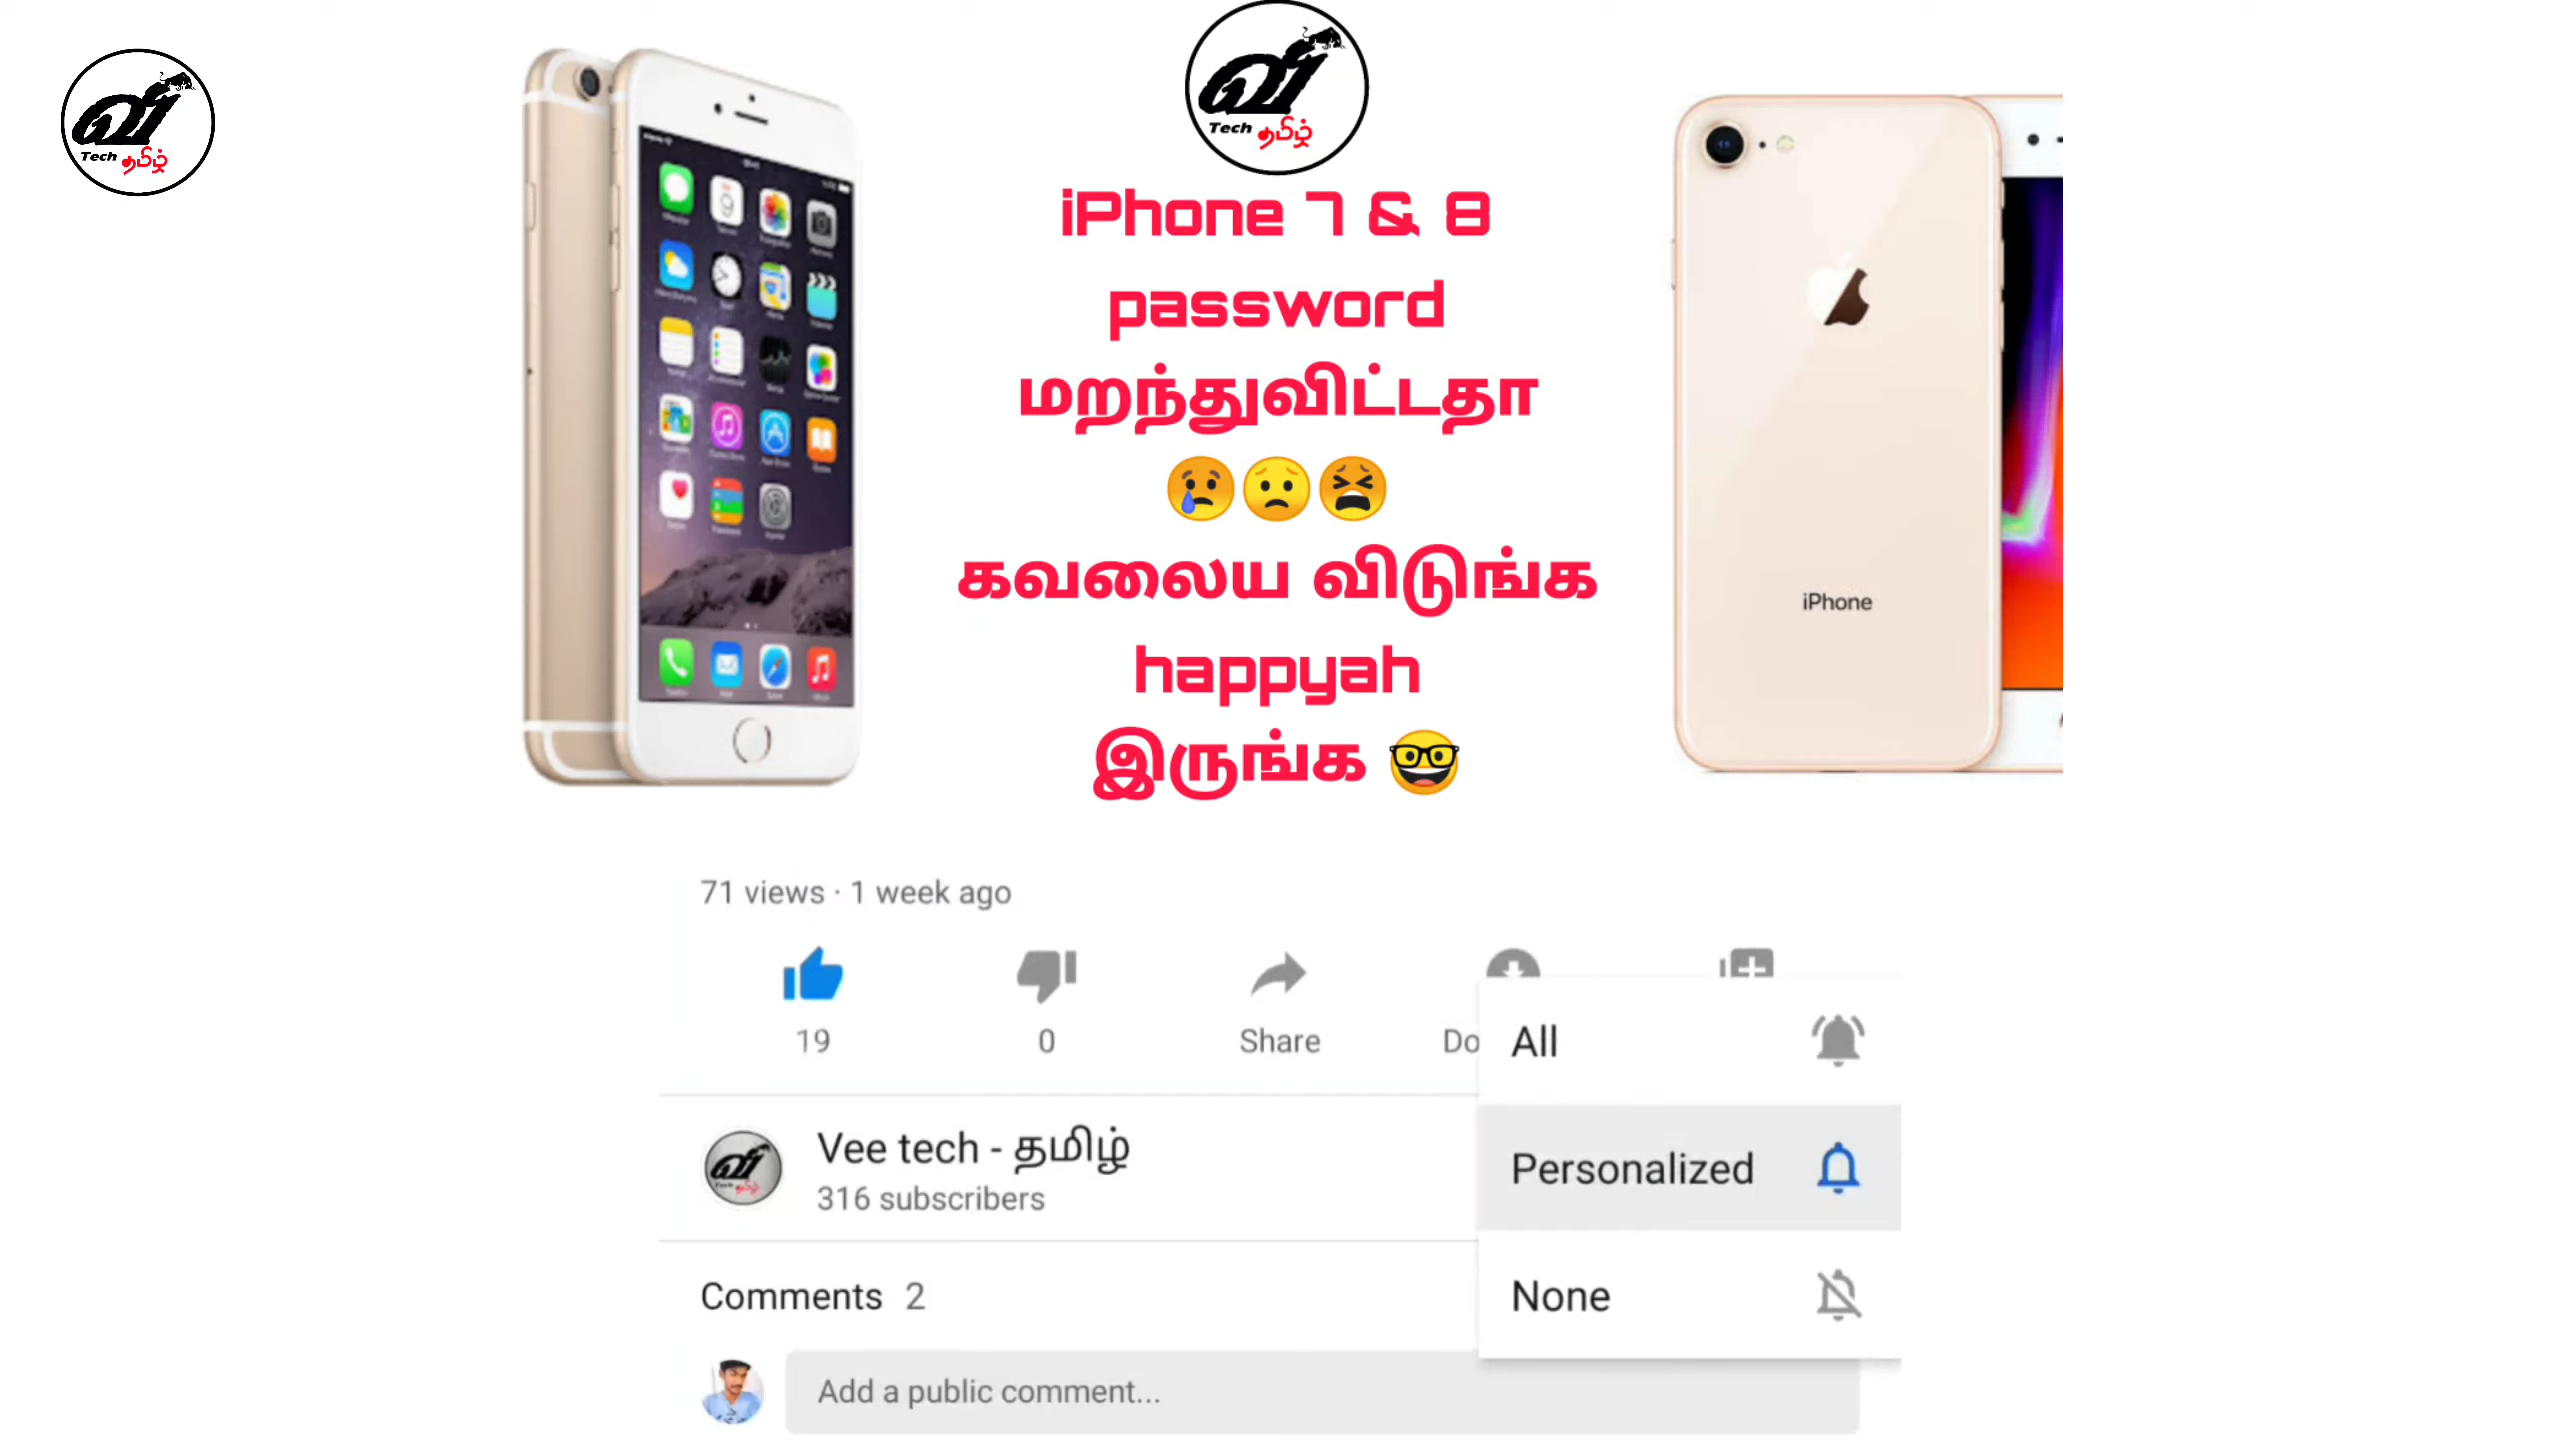 வீ
Tech தமிழ்
வீ
Tech தமிழ்
iPhone 7 & 8
password
மறந்துவிட்டதா
😢😟😫
கவலைய விடுங்க
happyah
இருங்க 🤓
iPhone
71 views · 1 week ago
19
0
Share
Do
All
Personalized
None
Vee tech - தமிழ்
316 subscribers
Comments 2
Add a public comment...